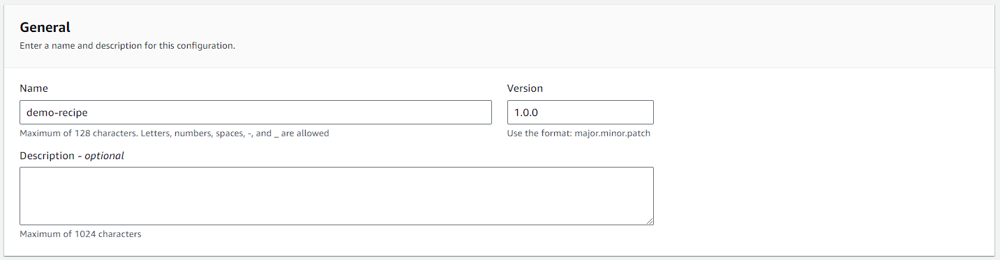 General
Enter a name and description for this configuration.
Name
Version
demo-recipe
1.0.0
Maximum of 128 characters. Letters, numbers, spaces, -, and _ are allowed
Use the format: major.minor.patch
Description - optional
Maximum of 1024 characters